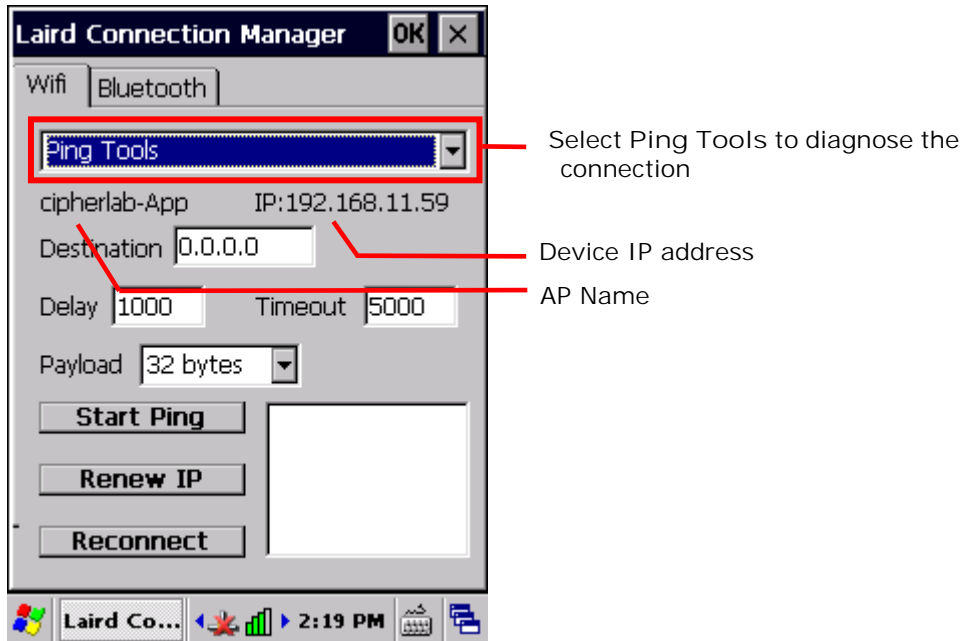 Laird Connection Manager OK ×
Wifi Bluetooth
Ping Tools
Select Ping Tools to diagnose the
connection
cipherlab-App IP:192.168.11.59
Destination 0.0.0.0
Device IP address
AP Name
Delay 1000 Timeout 5000
Payload 32 bytes
Start Ping
Renew IP
Reconnect
Laird Co... 2:19 PM